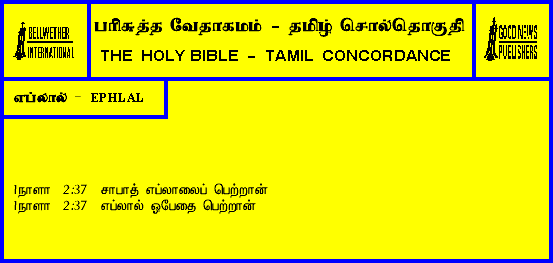 BELLWETHER
INTERNATIONAL
பரிசுத்த வேதாகமம் - தமிழ் சொல்தொகுதி
THE HOLY BIBLE - TAMIL CONCORDANCE
GOOD NEWS
PUBLISHERS
எப்லால் - EPHLAL
1நாளா 2:37 சாபாத் எப்லாலைப் பெற்றான்
1நாளா 2:37 எப்லால் ஓபேதை பெற்றான்